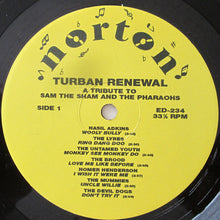 norton
TURBAN RENEWAL
A TRIBUTE TO
SAM THE SHAM AND THE PHARAOHS
SIDE 1
ED-234
33⅓ RPM
HASIL ADKINS
WOOLY BULLY
THE LYRES
RING DANG DOO
THE UNTAMED YOUTH
MONKEY SEE MONKEY DO
THE BROOD
LOVE ME LIKE BEFORE
HOMER HENDERSON
I WISH IT WERE ME
THE MUMMIES
UNCLE WILLIE
THE DEVIL DOGS
DON'T TRY IT